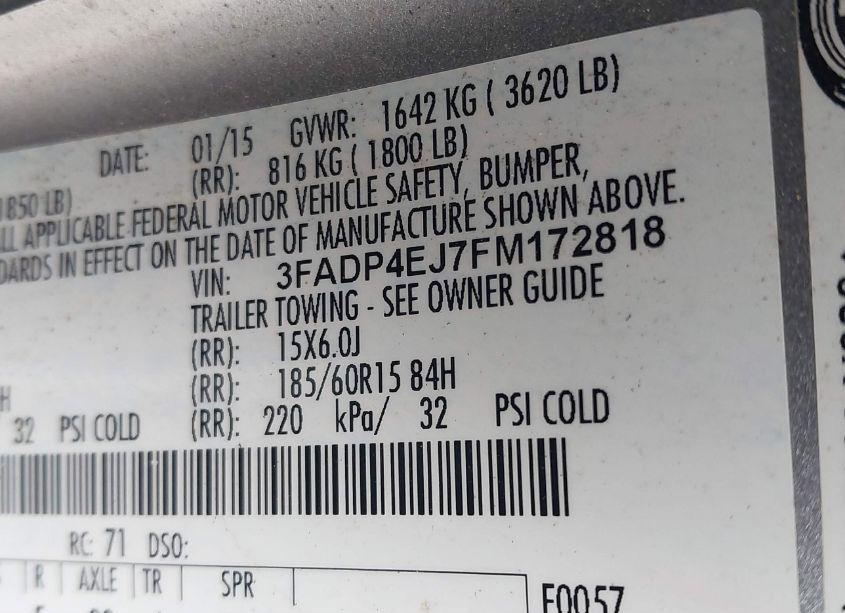 DATE: 01/15 GVWR: 1642 KG ( 3620 LB)
1850 LB) (RR): 816 KG ( 1800 LB)
ALL APPLICABLE FEDERAL MOTOR VEHICLE SAFETY, BUMPER,
DARDS IN EFFECT ON THE DATE OF MANUFACTURE SHOWN ABOVE.
VIN: 3FADP4EJ7FM172818
TRAILER TOWING - SEE OWNER GUIDE
(RR): 15X6.0J
H (RR): 185/60R15 84H
32 PSI COLD (RR): 220 kPa/ 32 PSI COLD
RC: 71 DSO:
R AXLE TR SPR
F0057